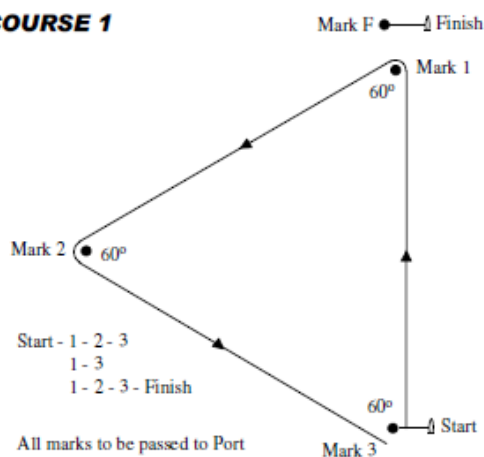 COURSE 1
Mark F Finish
Mark 1
60º
Mark 2
60º
Start - 1 - 2 - 3
1 - 3
1 - 2 - 3 - Finish
60º
Start
All marks to be passed to Port
Mark 3